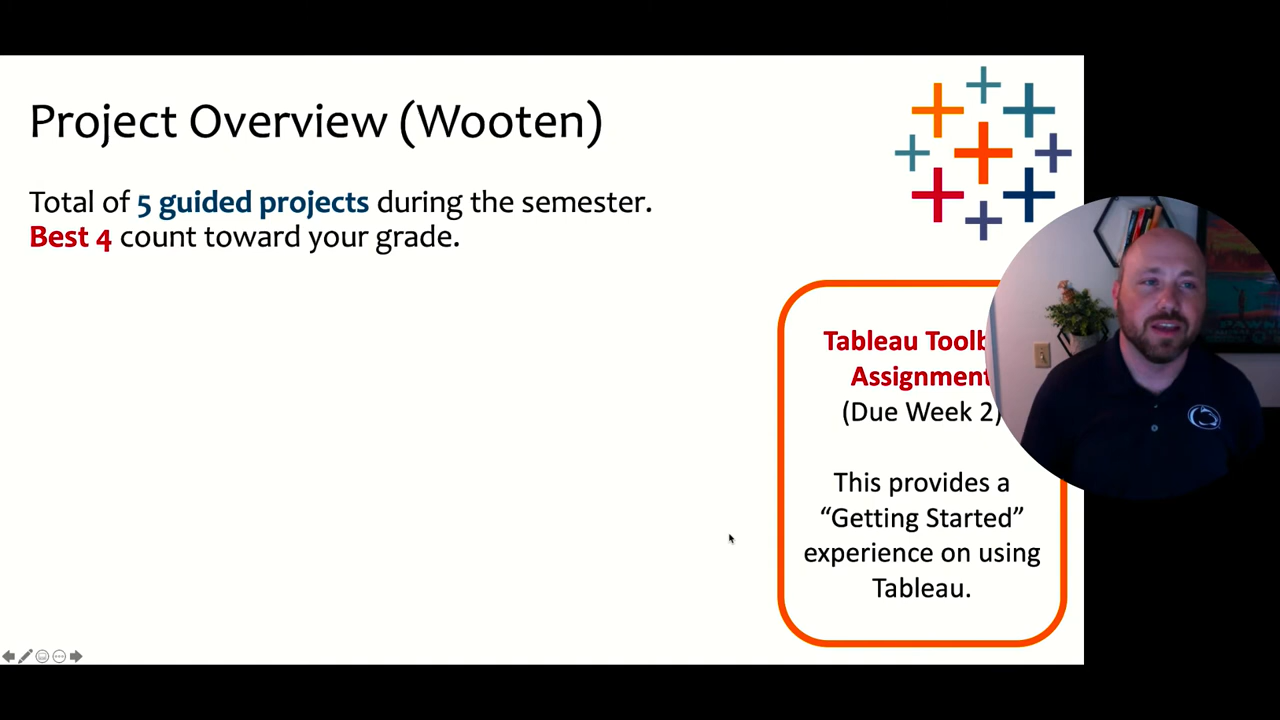 Project Overview (Wooten)
Total of 5 guided projects during the semester.
Best 4 count toward your grade.
Tableau
Assignment
(Due Week 2)
This provides a
“Getting Started”
experience on using
Tableau.
PAWN